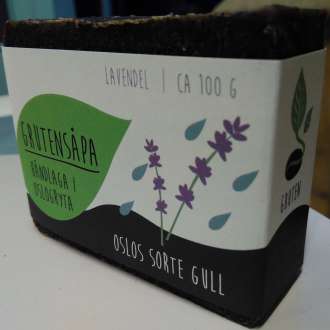 LAVENDEL | CA 100 G
GRUTENSÅPA
HÅNDLAGA I
OSLOGRYTA
OSLOS SORTE GULL
GRUTEN